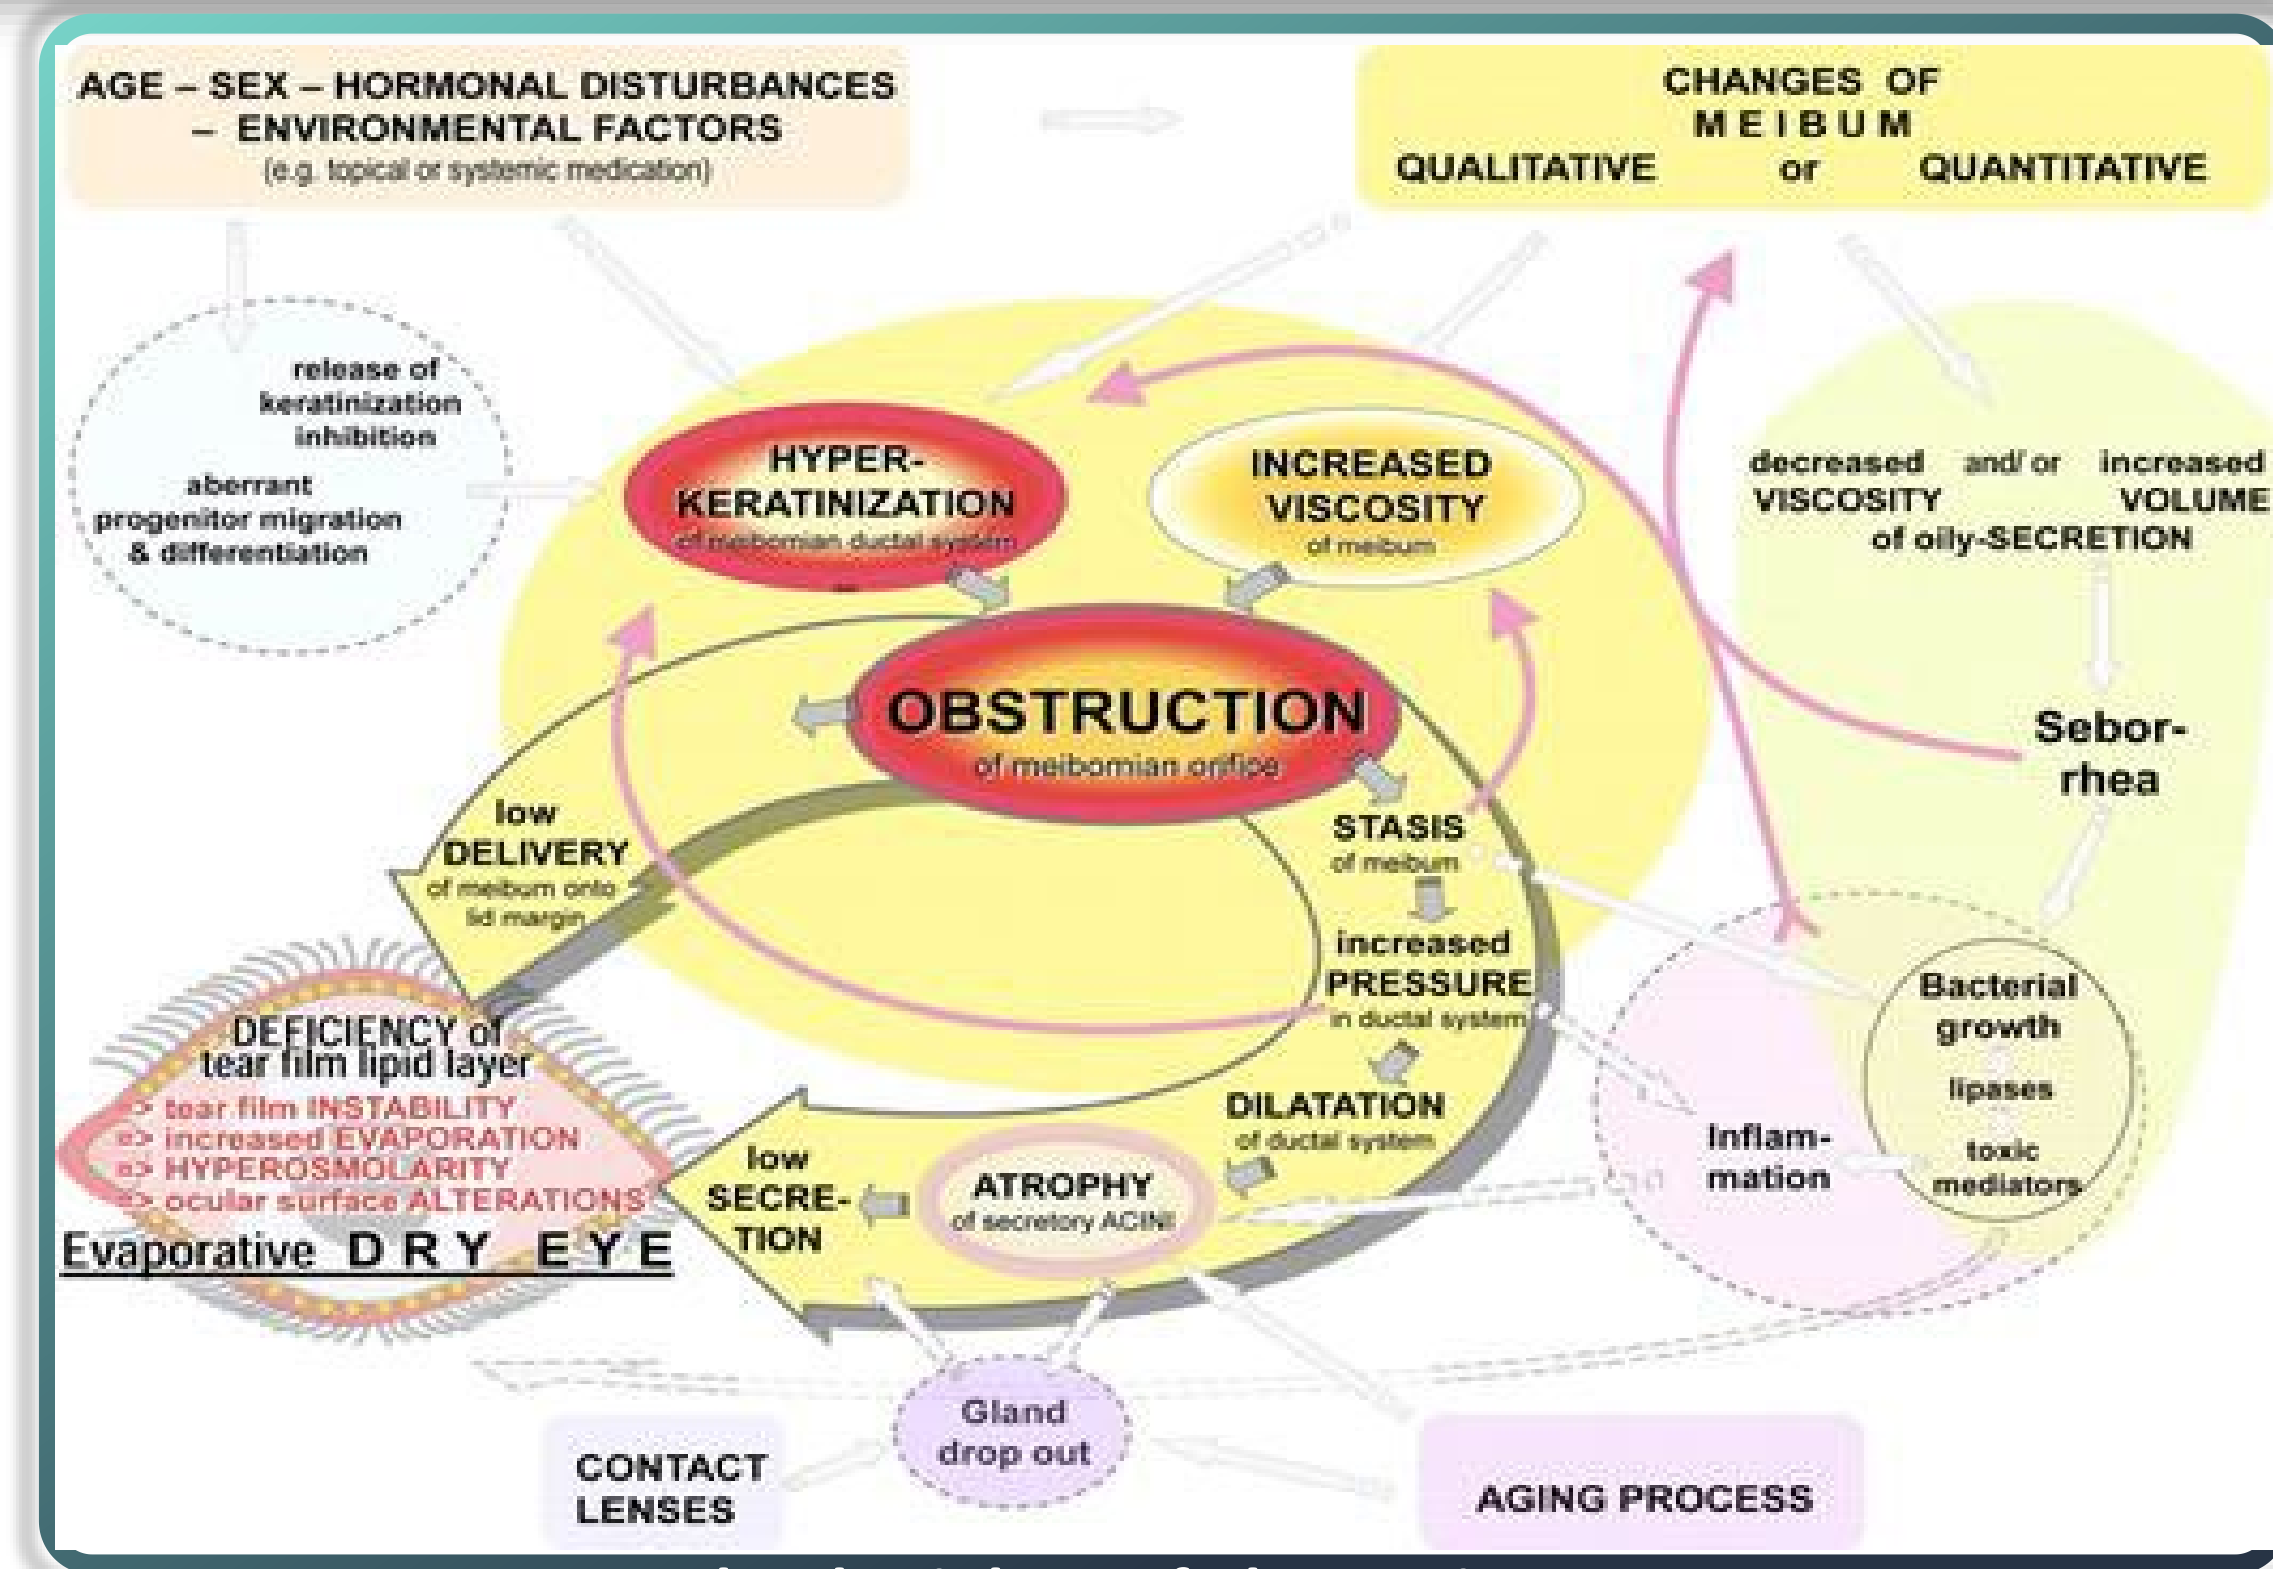 AGE – SEX – HORMONAL DISTURBANCES
– ENVIRONMENTAL FACTORS
(e.g. topical or systemic medication)
CHANGES OF
MEIBUM
QUALITATIVE or QUANTITATIVE
release of
keratinization
inhibition
aberrant
progenitor migration
& differentiation
HYPER-
KERATINIZATION
of meibomian ductal system
INCREASED
VISCOSITY
of meibum
decreased and/or increased
VISCOSITY VOLUME
of oily-SECRETION
OBSTRUCTION
of meibomian orifice
Sebor-
rhea
low
DELIVERY
of meibum onto
lid margin
STASIS
of meibum
increased
PRESSURE
in ductal system
DILATATION
of ductal system
ATROPHY
of secretory ACINI
low
SECRE-
TION
Bacterial
growth
lipases
toxic
mediators
Inflam-
mation
DEFICIENCY of
tear film lipid layer
=> tear film INSTABILITY
=> increased EVAPORATION
=> HYPEROSMOLARITY
=> ocular surface ALTERATIONS
Evaporative DRY EYE
Gland
drop out
CONTACT
LENSES
AGING PROCESS